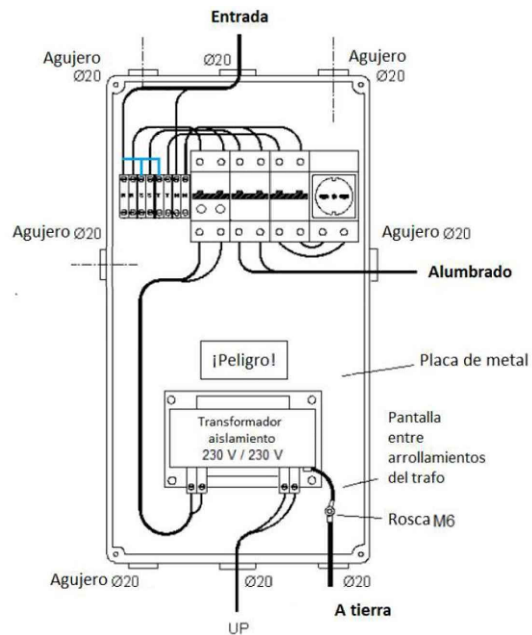 Entrada
Agujero
Ø20
Ø20
Agujero
Ø20
R R S S T T N N
Agujero Ø20
Agujero Ø20
Alumbrado
¡Peligro!
Placa de metal
Transformador
aislamiento
230 V / 230 V
Pantalla
entre
arrollamientos
del trafo
Rosca M6
Agujero Ø20
Ø20
Ø20
A tierra
UP